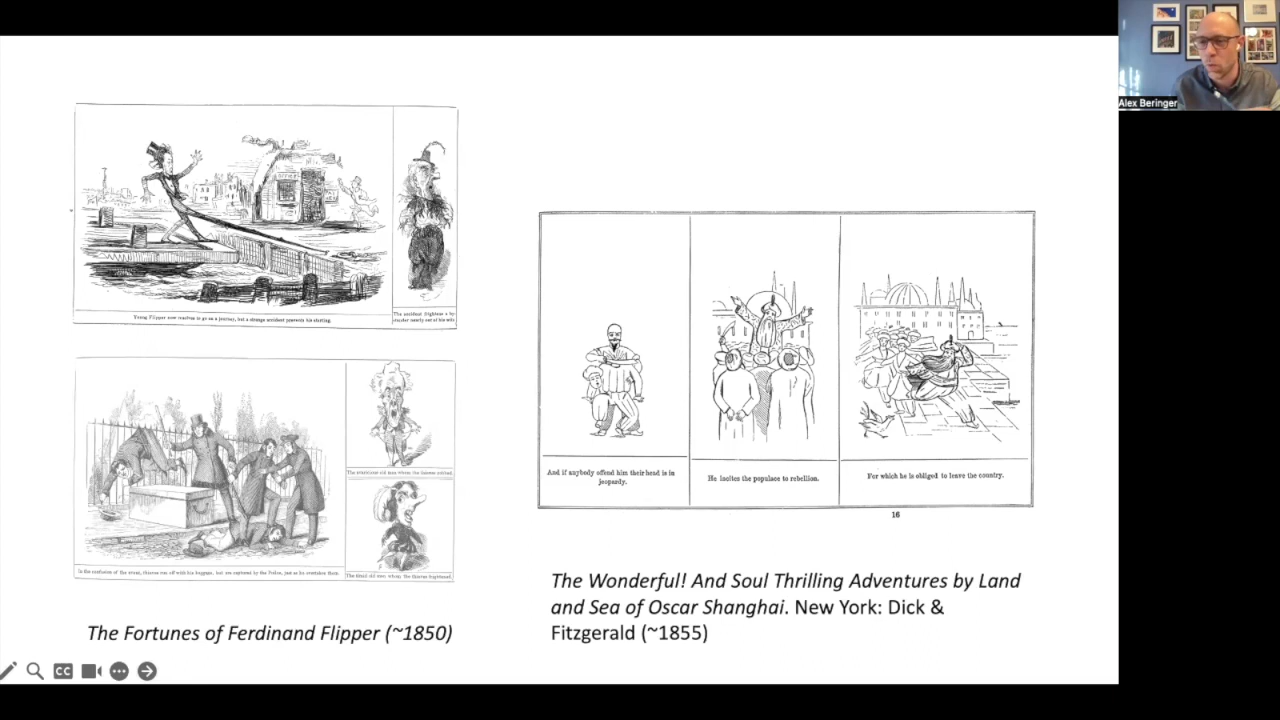 Alex Beringer
Young Flipper now resolves to go on a journey, but a strange accident prevents his starting.
The accident frightens a by-
stander nearly out of his wits
In the confusion of the event, thieves run off with his luggage, but are captured by the Police, just as he overtakes them.
The old man whom the thieves
The old man whom the thieves frightened.
And if anybody offend him their head is in
jeopardy.
He incites the populace to rebellion.
For which he is obliged to leave the country.
16
The Fortunes of Ferdinand Flipper (~1850)
The Wonderful! And Soul Thrilling Adventures by Land
and Sea of Oscar Shanghai. New York: Dick &
Fitzgerald (~1855)
CC